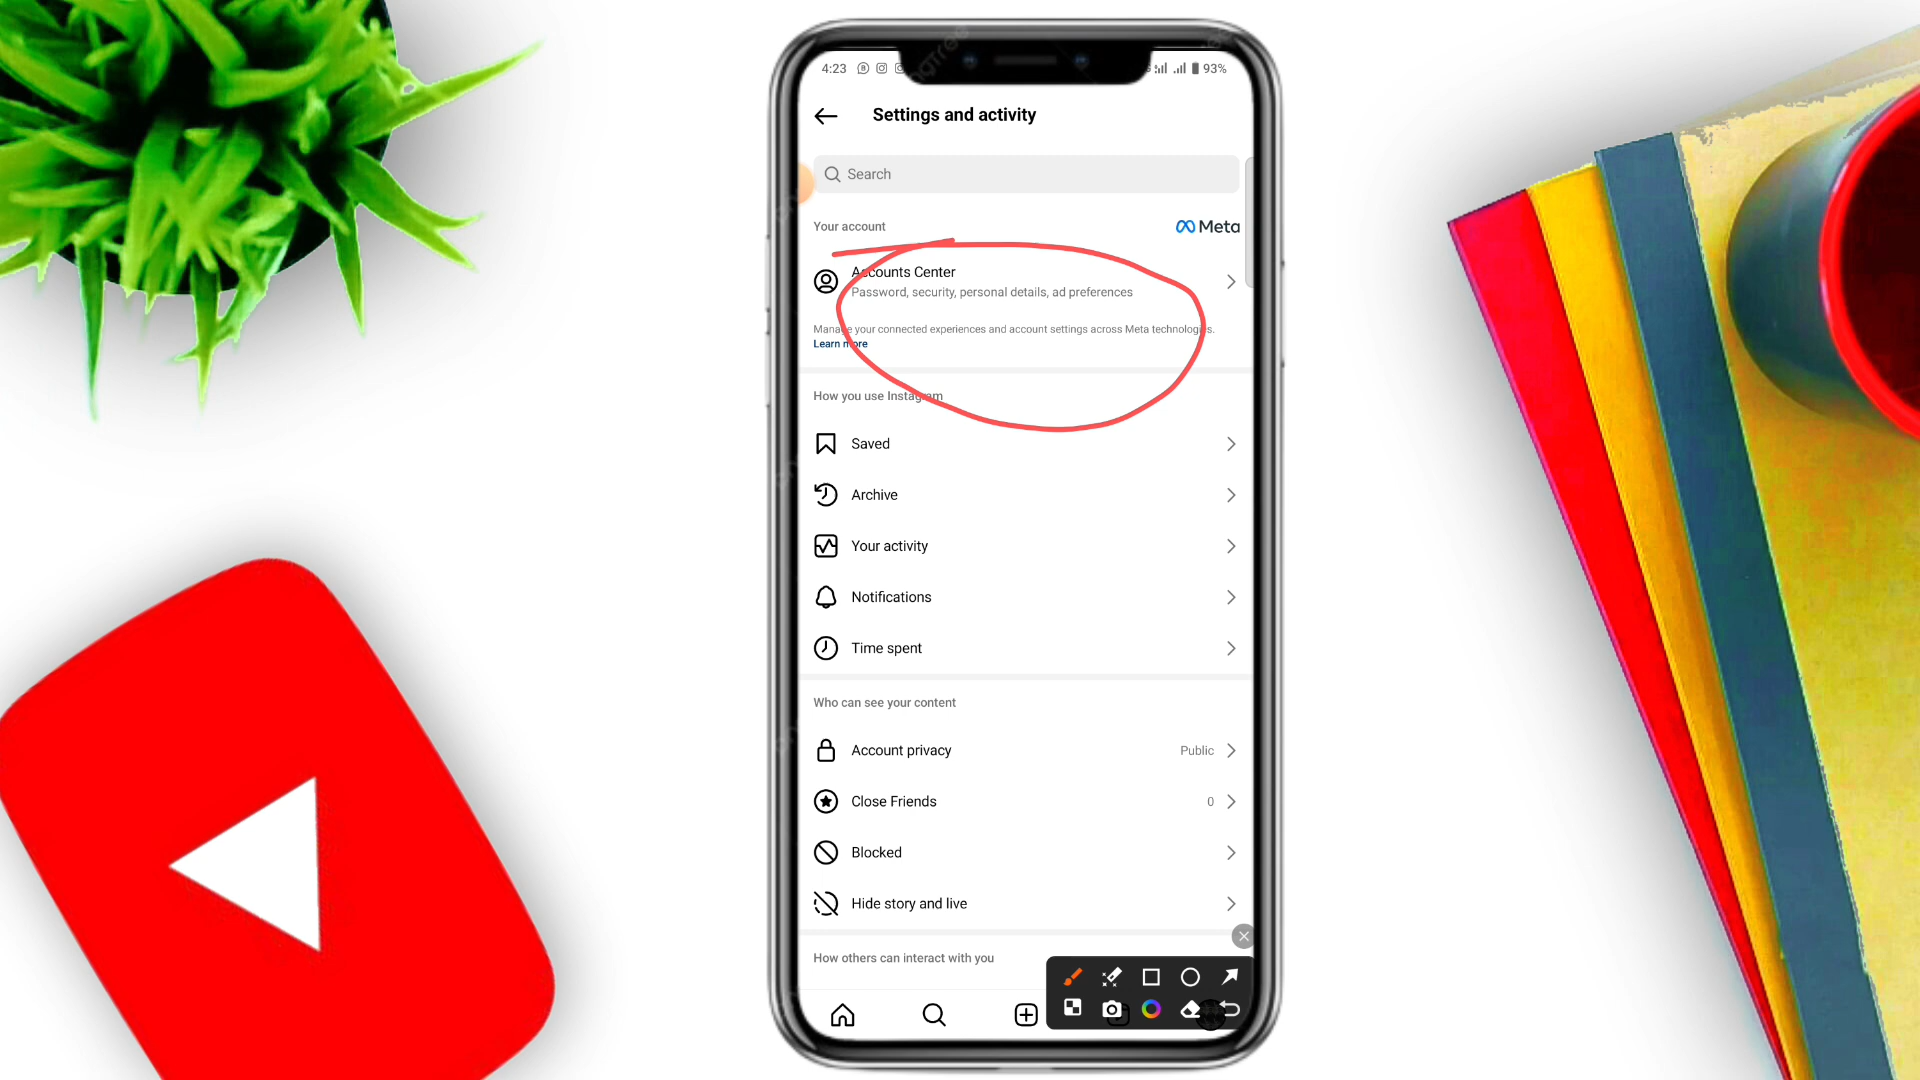 4:23 93%
Settings and activity
Search
Your account
Meta
Accounts Center
Password, security, personal details, ad preferences
Manage your connected experiences and account settings across Meta technologies.
Learn more
How you use Instagram
Saved
Archive
Your activity
Notifications
Time spent
Who can see your content
Account privacy Public
Close Friends 0
Blocked
Hide story and live
How others can interact with you